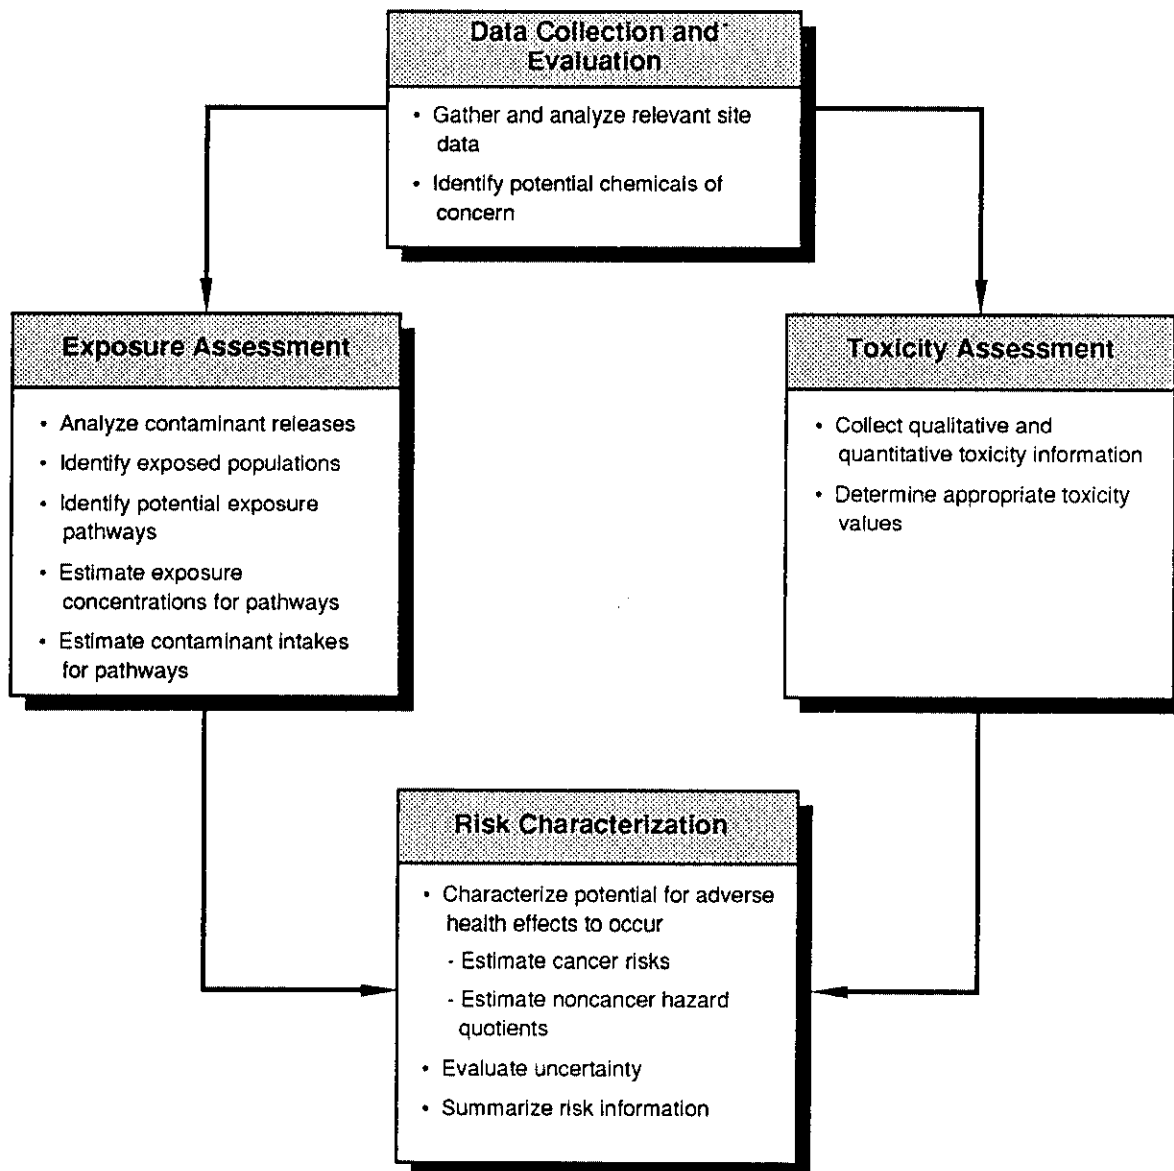 Data Collection and
Evaluation
• Gather and analyze relevant site
data
• Identify potential chemicals of
concern
Exposure Assessment
• Analyze contaminant releases
• Identify exposed populations
• Identify potential exposure
pathways
• Estimate exposure
concentrations for pathways
• Estimate contaminant intakes
for pathways
Toxicity Assessment
• Collect qualitative and
quantitative toxicity information
• Determine appropriate toxicity
values
Risk Characterization
• Characterize potential for adverse
health effects to occur
- Estimate cancer risks
- Estimate noncancer hazard
quotients
• Evaluate uncertainty
• Summarize risk information